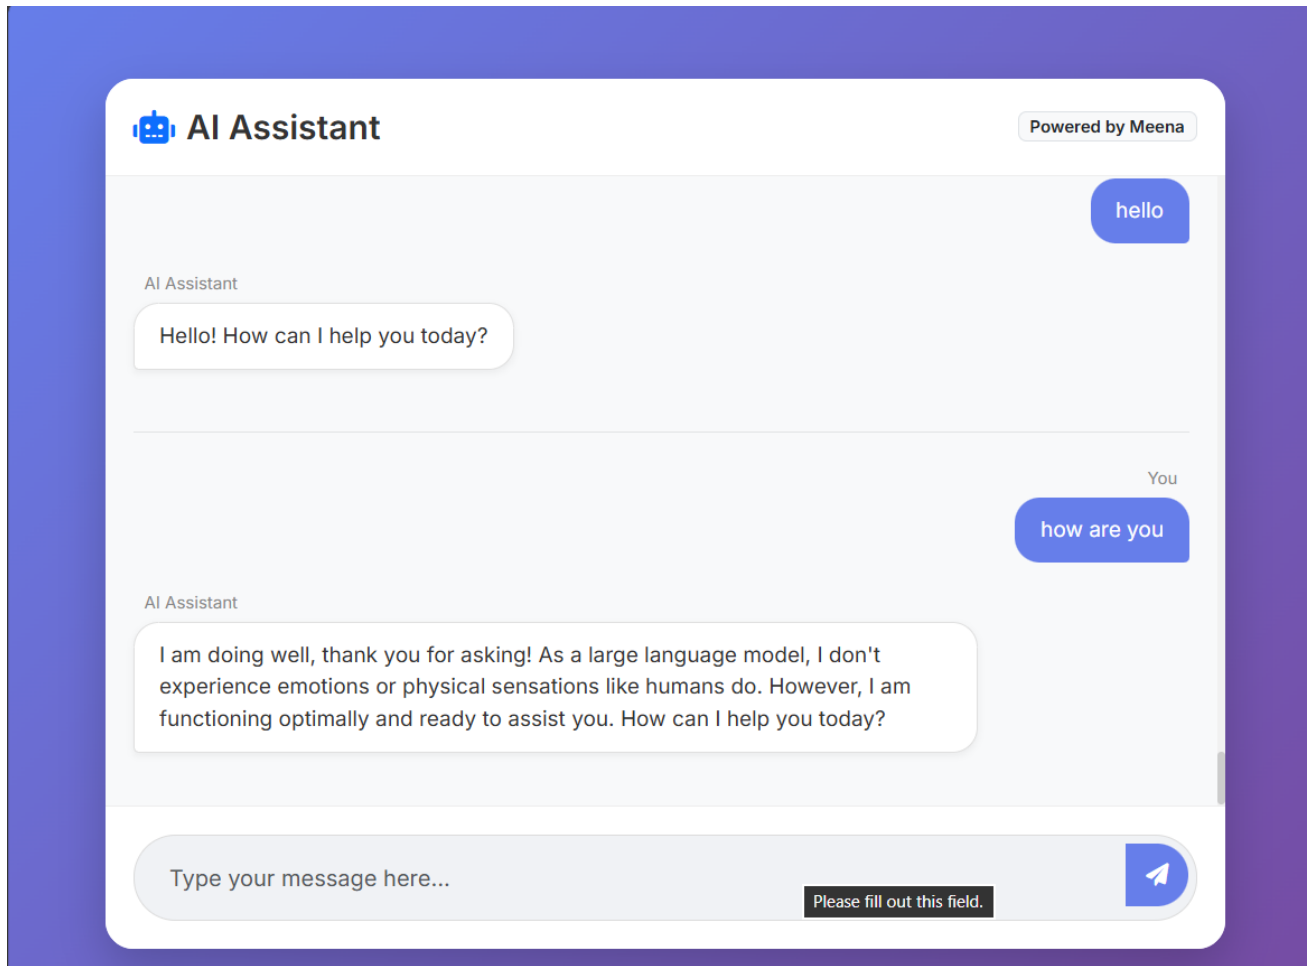 AI Assistant
Powered by Meena
hello
AI Assistant
Hello! How can I help you today?
You
how are you
AI Assistant
I am doing well, thank you for asking! As a large language model, I don't
experience emotions or physical sensations like humans do. However, I am
functioning optimally and ready to assist you. How can I help you today?
Type your message here...
Please fill out this field.